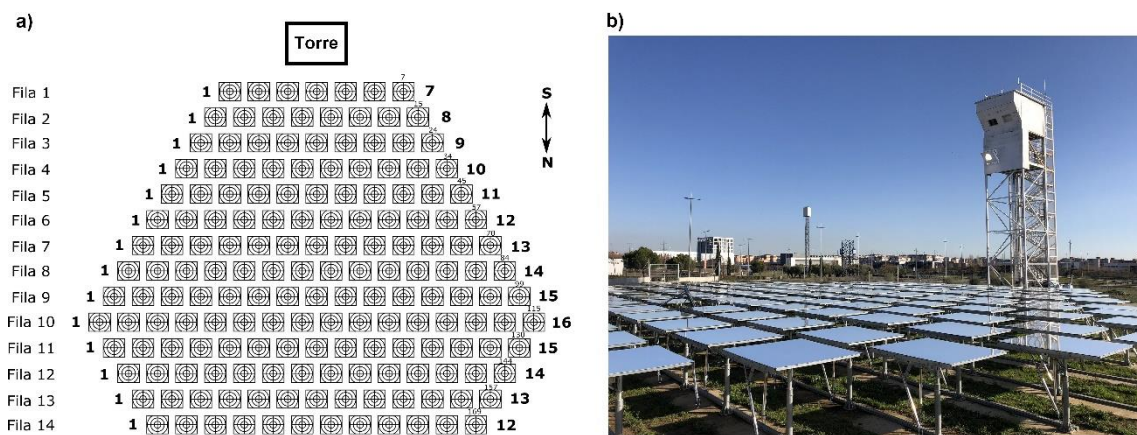 a)
Torre
7
Fila 1 1 7
15
Fila 2 1 8
24
Fila 3 1 9
34
Fila 4 1 10
45
Fila 5 1 11
57
Fila 6 1 12
70
Fila 7 1 13
84
Fila 8 1 14
99
Fila 9 1 15
115
Fila 10 1 16
130
Fila 11 1 15
144
Fila 12 1 14
157
Fila 13 1 13
169
Fila 14 1 12
S
N
b)